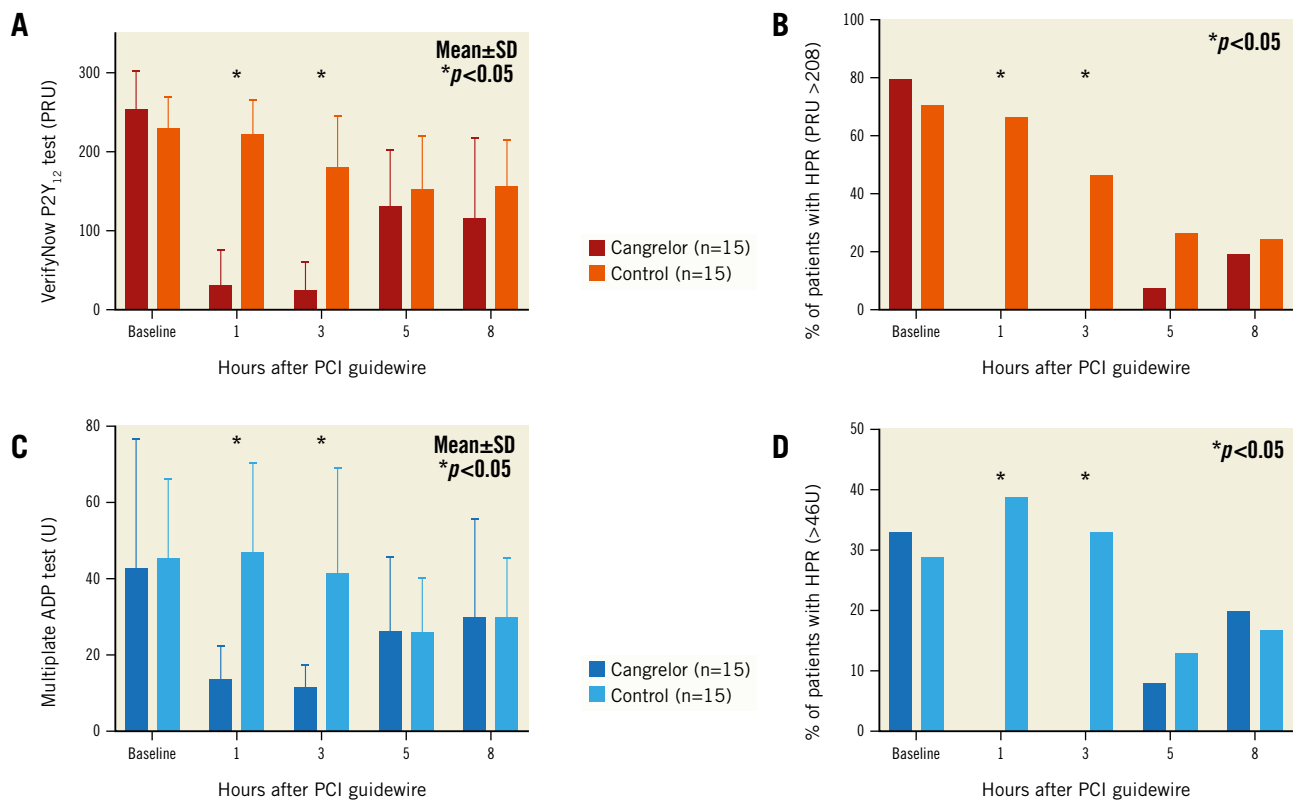 A
Mean±SD
*p<0.05
* *
VerifyNow P2Y₁₂ test (PRU)
300
200
100
0
Baseline 1 3 5 8
Hours after PCI guidewire
Cangrelor (n=15)
Control (n=15)
B
*p<0.05
* *
% of patients with HPR (PRU >208)
100
80
60
40
20
0
Baseline 1 3 5 8
Hours after PCI guidewire
C
Mean±SD
*p<0.05
* *
Multiplate ADP test (U)
80
60
40
20
0
Baseline 1 3 5 8
Hours after PCI guidewire
Cangrelor (n=15)
Control (n=15)
D
*p<0.05
* *
% of patients with HPR (>46U)
50
40
30
20
10
0
Baseline 1 3 5 8
Hours after PCI guidewire